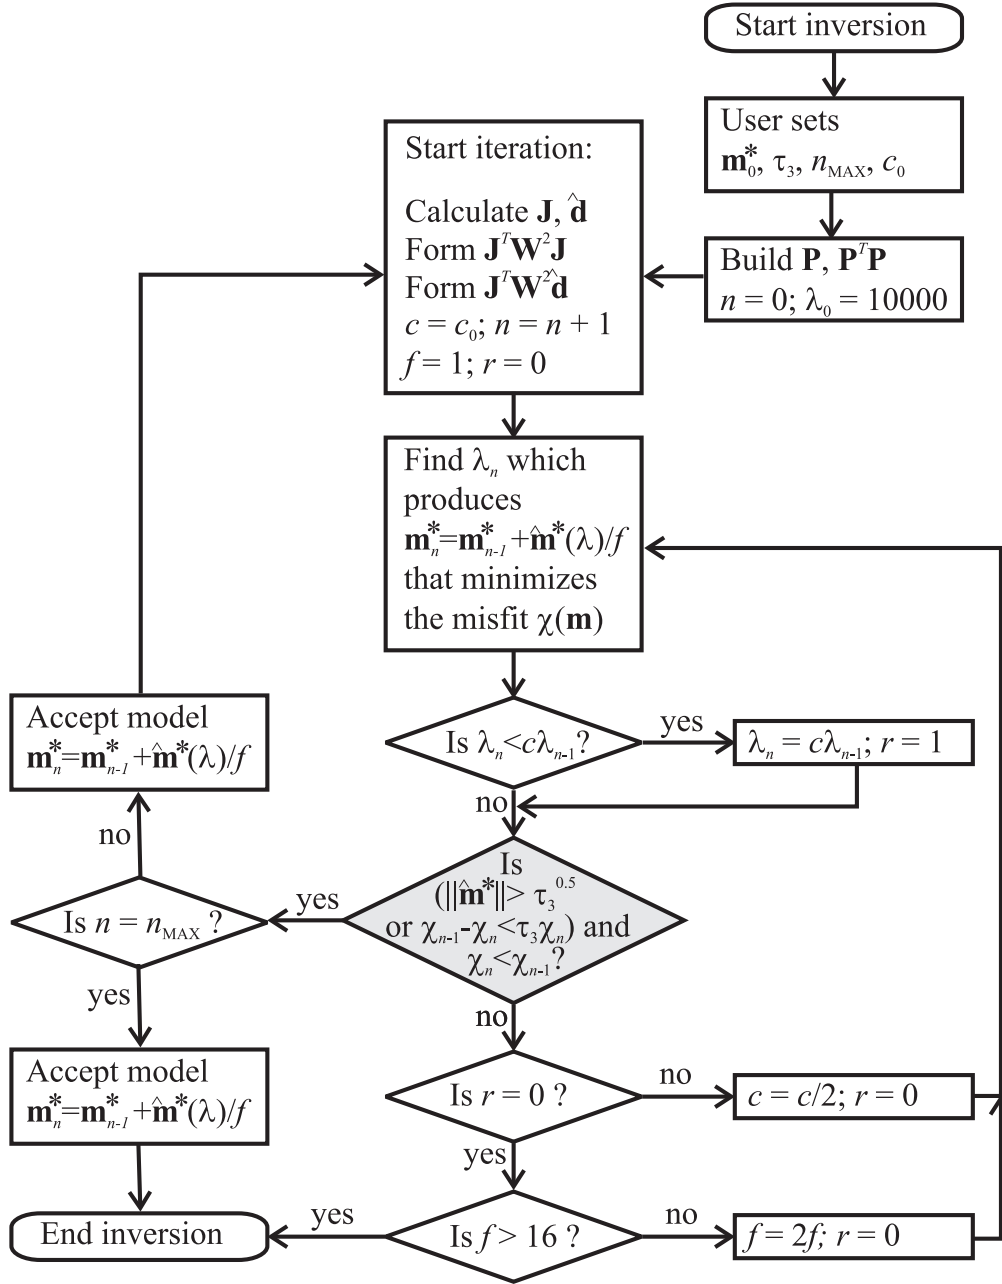 Start inversion
User sets
m*₀, τ₃, n_MAX, c₀
Build P, PᵀP
n = 0; λ₀ = 10000
Start iteration:
Calculate J, d̂
Form JᵀW²J
Form JᵀW²d̂
c = c₀; n = n + 1
f = 1; r = 0
Find λₙ which
produces
m*ₙ=m*ₙ₋₁+m̂*(λ)/f
that minimizes
the misfit χ(m)
Is λₙ<cλₙ₋₁?
yes
λₙ = cλₙ₋₁; r = 1
no
Is
(||m̂*||> τ₃⁰·⁵
or χₙ₋₁-χₙ<τ₃χₙ) and
χₙ<χₙ₋₁?
yes
Is n = n_MAX ?
no
Accept model
m*ₙ=m*ₙ₋₁+m̂*(λ)/f
yes
Accept model
m*ₙ=m*ₙ₋₁+m̂*(λ)/f
no
Is r = 0 ?
no
c = c/2; r = 0
yes
Is f > 16 ?
no
f = 2f; r = 0
yes
End inversion